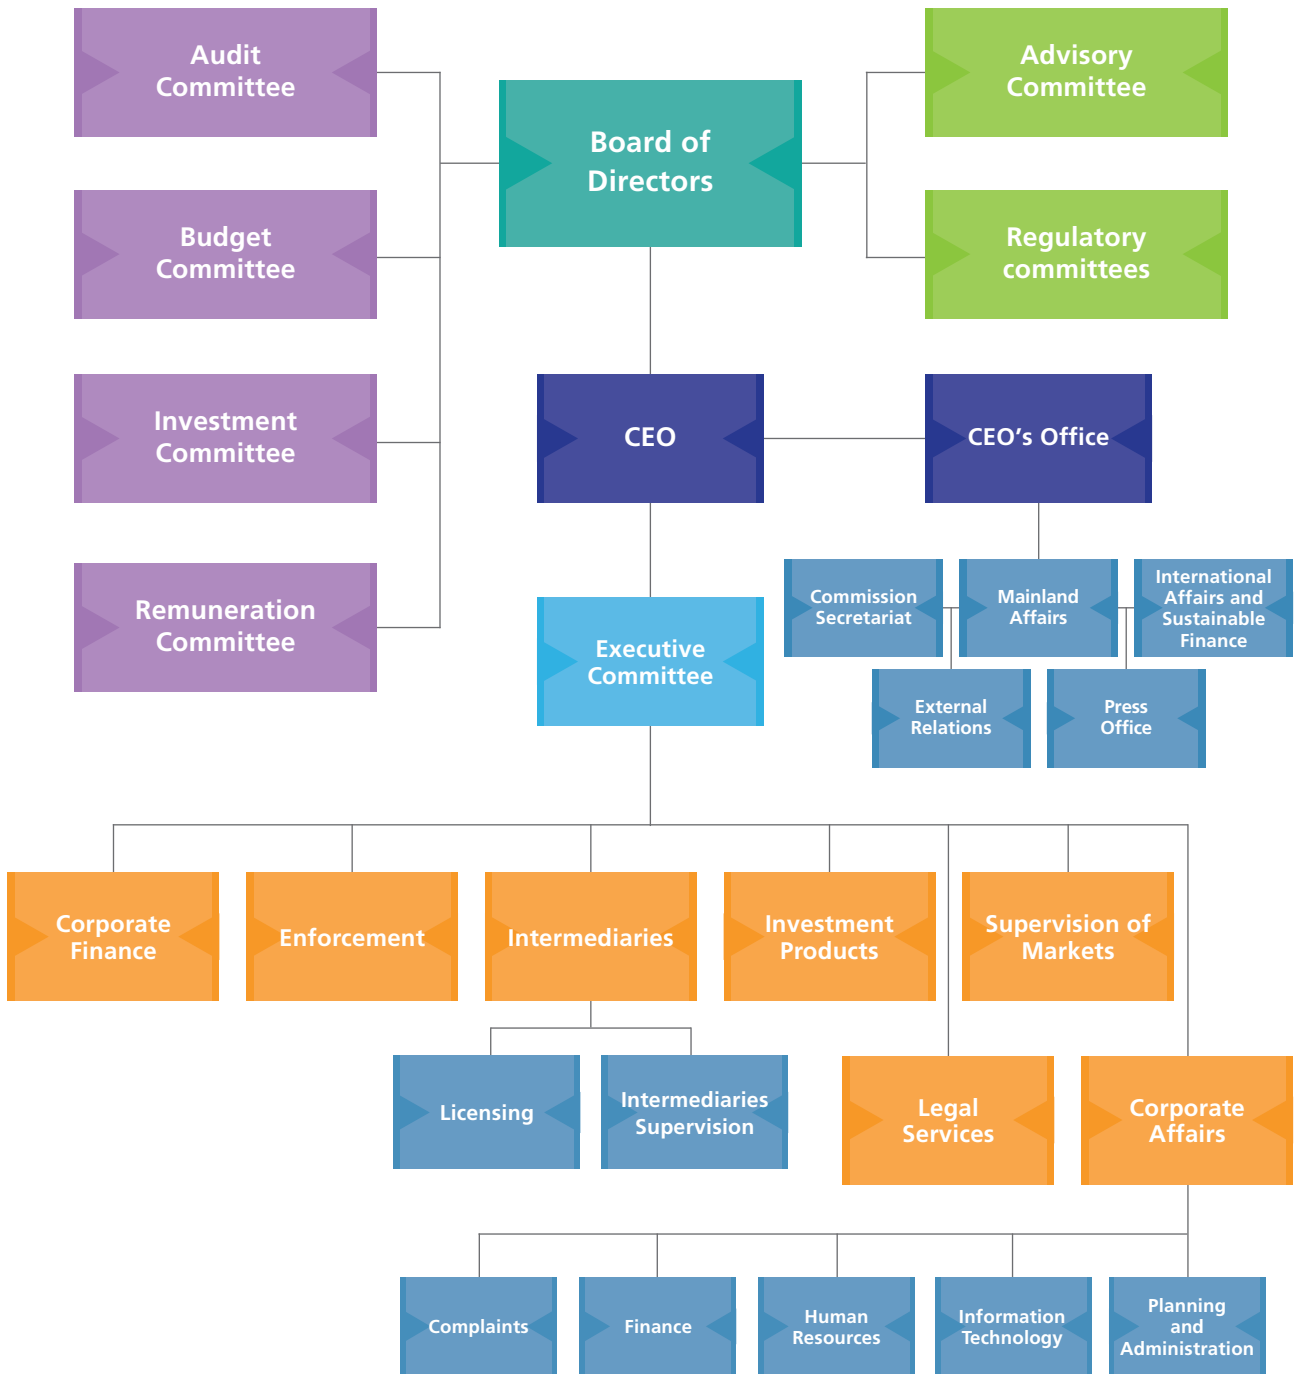 Audit
Committee
Advisory
Committee
Board of
Directors
Budget
Committee
Regulatory
committees
Investment
Committee
CEO
CEO’s Office
Remuneration
Committee
Executive
Committee
Commission
Secretariat
Mainland
Affairs
International
Affairs and
Sustainable
Finance
External
Relations
Press
Office
Corporate
Finance
Enforcement
Intermediaries
Investment
Products
Supervision of
Markets
Licensing
Intermediaries
Supervision
Legal
Services
Corporate
Affairs
Complaints
Finance
Human
Resources
Information
Technology
Planning
and
Administration